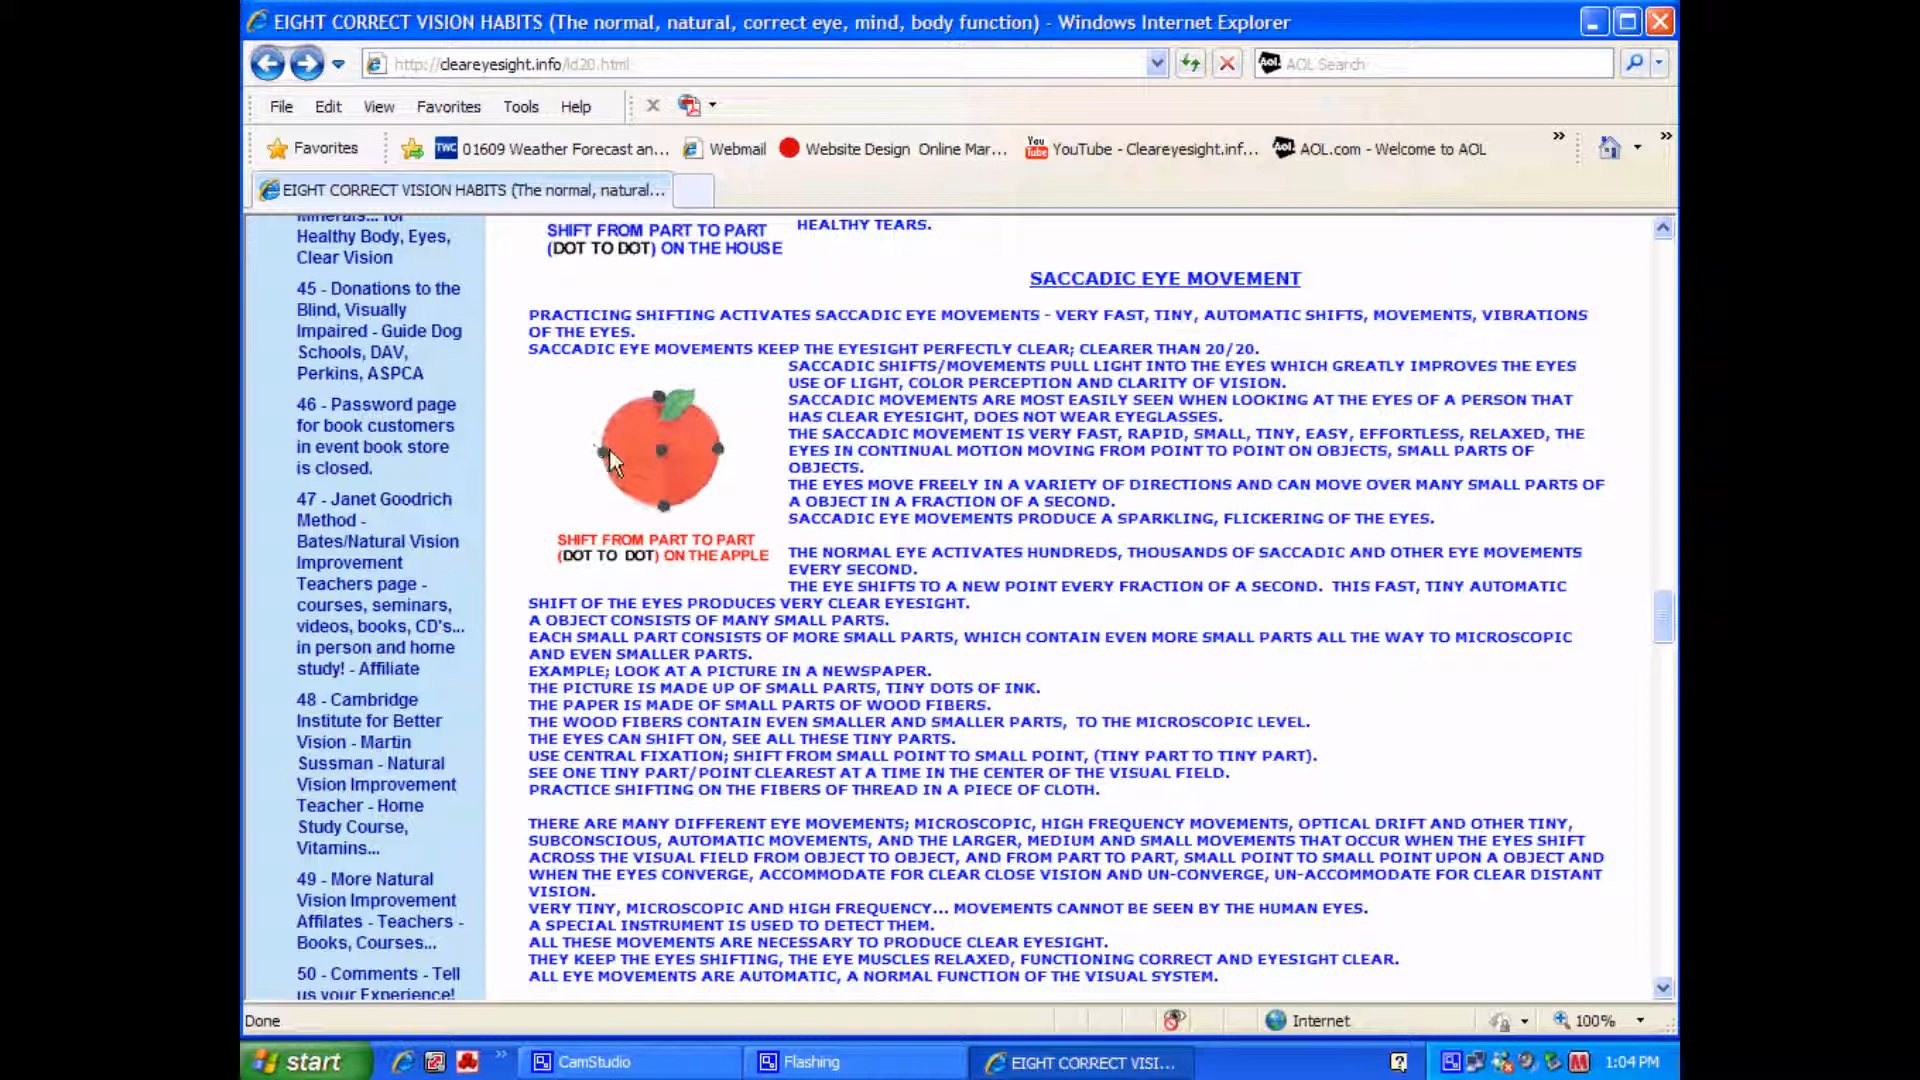 EIGHT CORRECT VISION HABITS (The normal, natural, correct eye, mind, body function) - Windows Internet Explorer
http://cleareyesight.info/id20.html
AOL Search
File Edit View Favorites Tools Help
Favorites
01609 Weather Forecast an...
Webmail
Website Design Online Mar...
YouTube - Cleareyesight.inf...
AOL.com - Welcome to AOL
EIGHT CORRECT VISION HABITS (The normal, natural...
Minerals... for
Healthy Body, Eyes,
Clear Vision
45 - Donations to the
Blind, Visually
Impaired - Guide Dog
Schools, DAV,
Perkins, ASPCA
46 - Password page
for book customers
in event book store
is closed.
47 - Janet Goodrich
Method -
Bates/Natural Vision
Improvement
Teachers page -
courses, seminars,
videos, books, CD's...
in person and home
study! - Affiliate
48 - Cambridge
Institute for Better
Vision - Martin
Sussman - Natural
Vision Improvement
Teacher - Home
Study Course,
Vitamins...
49 - More Natural
Vision Improvement
Affilates - Teachers -
Books, Courses...
50 - Comments - Tell
us your Experience!
SHIFT FROM PART TO PART
(DOT TO DOT) ON THE HOUSE
HEALTHY TEARS.
SACCADIC EYE MOVEMENT
PRACTICING SHIFTING ACTIVATES SACCADIC EYE MOVEMENTS - VERY FAST, TINY, AUTOMATIC SHIFTS, MOVEMENTS, VIBRATIONS
OF THE EYES.
SACCADIC EYE MOVEMENTS KEEP THE EYESIGHT PERFECTLY CLEAR; CLEARER THAN 20/20.
SACCADIC SHIFTS/MOVEMENTS PULL LIGHT INTO THE EYES WHICH GREATLY IMPROVES THE EYES
USE OF LIGHT, COLOR PERCEPTION AND CLARITY OF VISION.
SACCADIC MOVEMENTS ARE MOST EASILY SEEN WHEN LOOKING AT THE EYES OF A PERSON THAT
HAS CLEAR EYESIGHT, DOES NOT WEAR EYEGLASSES.
THE SACCADIC MOVEMENT IS VERY FAST, RAPID, SMALL, TINY, EASY, EFFORTLESS, RELAXED, THE
EYES IN CONTINUAL MOTION MOVING FROM POINT TO POINT ON OBJECTS, SMALL PARTS OF
OBJECTS.
THE EYES MOVE FREELY IN A VARIETY OF DIRECTIONS AND CAN MOVE OVER MANY SMALL PARTS OF
A OBJECT IN A FRACTION OF A SECOND.
SACCADIC EYE MOVEMENTS PRODUCE A SPARKLING, FLICKERING OF THE EYES.
SHIFT FROM PART TO PART
(DOT TO DOT) ON THE APPLE
THE NORMAL EYE ACTIVATES HUNDREDS, THOUSANDS OF SACCADIC AND OTHER EYE MOVEMENTS
EVERY SECOND.
THE EYE SHIFTS TO A NEW POINT EVERY FRACTION OF A SECOND. THIS FAST, TINY AUTOMATIC
SHIFT OF THE EYES PRODUCES VERY CLEAR EYESIGHT.
A OBJECT CONSISTS OF MANY SMALL PARTS.
EACH SMALL PART CONSISTS OF MORE SMALL PARTS, WHICH CONTAIN EVEN MORE SMALL PARTS ALL THE WAY TO MICROSCOPIC
AND EVEN SMALLER PARTS.
EXAMPLE; LOOK AT A PICTURE IN A NEWSPAPER.
THE PICTURE IS MADE UP OF SMALL PARTS, TINY DOTS OF INK.
THE PAPER IS MADE OF SMALL PARTS OF WOOD FIBERS.
THE WOOD FIBERS CONTAIN EVEN SMALLER AND SMALLER PARTS, TO THE MICROSCOPIC LEVEL.
THE EYES CAN SHIFT ON, SEE ALL THESE TINY PARTS.
USE CENTRAL FIXATION; SHIFT FROM SMALL POINT TO SMALL POINT, (TINY PART TO TINY PART).
SEE ONE TINY PART/POINT CLEAREST AT A TIME IN THE CENTER OF THE VISUAL FIELD.
PRACTICE SHIFTING ON THE FIBERS OF THREAD IN A PIECE OF CLOTH.
THERE ARE MANY DIFFERENT EYE MOVEMENTS; MICROSCOPIC, HIGH FREQUENCY MOVEMENTS, OPTICAL DRIFT AND OTHER TINY,
SUBCONSCIOUS, AUTOMATIC MOVEMENTS, AND THE LARGER, MEDIUM AND SMALL MOVEMENTS THAT OCCUR WHEN THE EYES SHIFT
ACROSS THE VISUAL FIELD FROM OBJECT TO OBJECT, AND FROM PART TO PART, SMALL POINT TO SMALL POINT UPON A OBJECT AND
WHEN THE EYES CONVERGE, ACCOMMODATE FOR CLEAR CLOSE VISION AND UN-CONVERGE, UN-ACCOMMODATE FOR CLEAR DISTANT
VISION.
VERY TINY, MICROSCOPIC AND HIGH FREQUENCY... MOVEMENTS CANNOT BE SEEN BY THE HUMAN EYES.
A SPECIAL INSTRUMENT IS USED TO DETECT THEM.
ALL THESE MOVEMENTS ARE NECESSARY TO PRODUCE CLEAR EYESIGHT.
THEY KEEP THE EYES SHIFTING, THE EYE MUSCLES RELAXED, FUNCTIONING CORRECT AND EYESIGHT CLEAR.
ALL EYE MOVEMENTS ARE AUTOMATIC, A NORMAL FUNCTION OF THE VISUAL SYSTEM.
Done
Internet
100%
start
CamStudio
Flashing
EIGHT CORRECT VISI...
1:04 PM